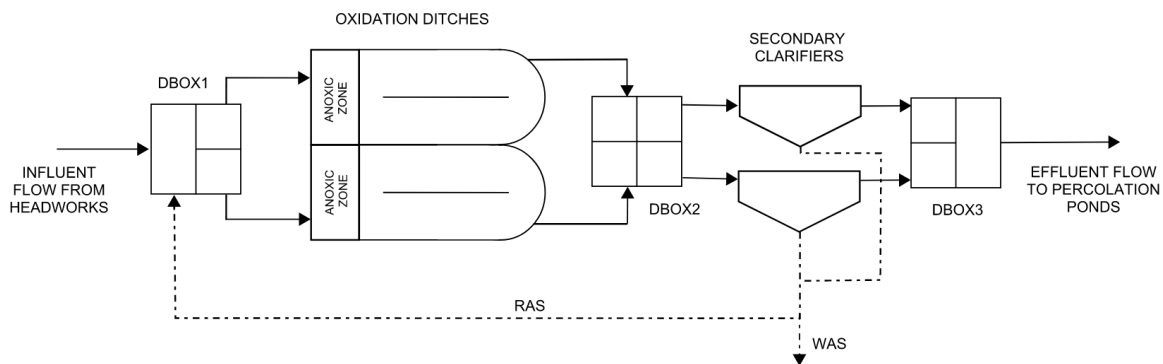 OXIDATION DITCHES
SECONDARY
CLARIFIERS
DBOX1
ANOXIC
ZONE
ANOXIC
ZONE
INFLUENT
FLOW FROM
HEADWORKS
DBOX2
DBOX3
EFFLUENT FLOW
TO PERCOLATION
PONDS
RAS
WAS